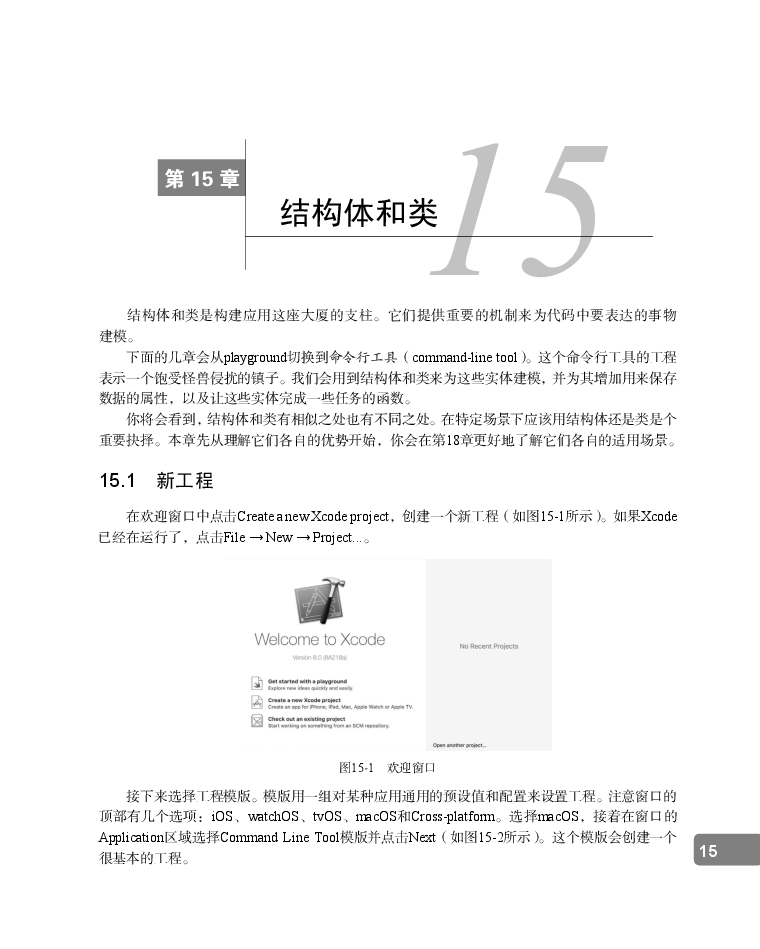 第 15 章
15
结构体和类
结构体和类是构建应用这座大厦的支柱。它们提供重要的机制来为代码中要表达的事物
建模。
下面的几章会从playground切换到命令行工具（command-line tool）。这个命令行工具的工程
表示一个饱受怪兽侵扰的镇子。我们会用到结构体和类来为这些实体建模，并为其增加用来保存
数据的属性，以及让这些实体完成一些任务的函数。
你将会看到，结构体和类有相似之处也有不同之处。在特定场景下应该用结构体还是类是个
重要抉择。本章先从理解它们各自的优势开始，你会在第18章更好地了解它们各自的适用场景。
15.1 新工程
在欢迎窗口中点击Create a new Xcode project，创建一个新工程（如图15-1所示）。如果Xcode
已经在运行了，点击File → New → Project...。
Welcome to Xcode
Version 8.0 (8A218a)
Get started with a playground
Explore new ideas quickly and easily.
Create a new Xcode project
Create an app for iPhone, iPad, Mac, Apple Watch or Apple TV.
Check out an existing project
Start working on something from an SCM repository.
No Recent Projects
Open another project...
图15-1 欢迎窗口
接下来选择工程模版。模版用一组对某种应用通用的预设值和配置来设置工程。注意窗口的
顶部有几个选项：iOS、watchOS、tvOS、macOS和Cross-platform。选择macOS，接着在窗口的
Application区域选择Command Line Tool模版并点击Next（如图15-2所示）。这个模版会创建一个
很基本的工程。
15